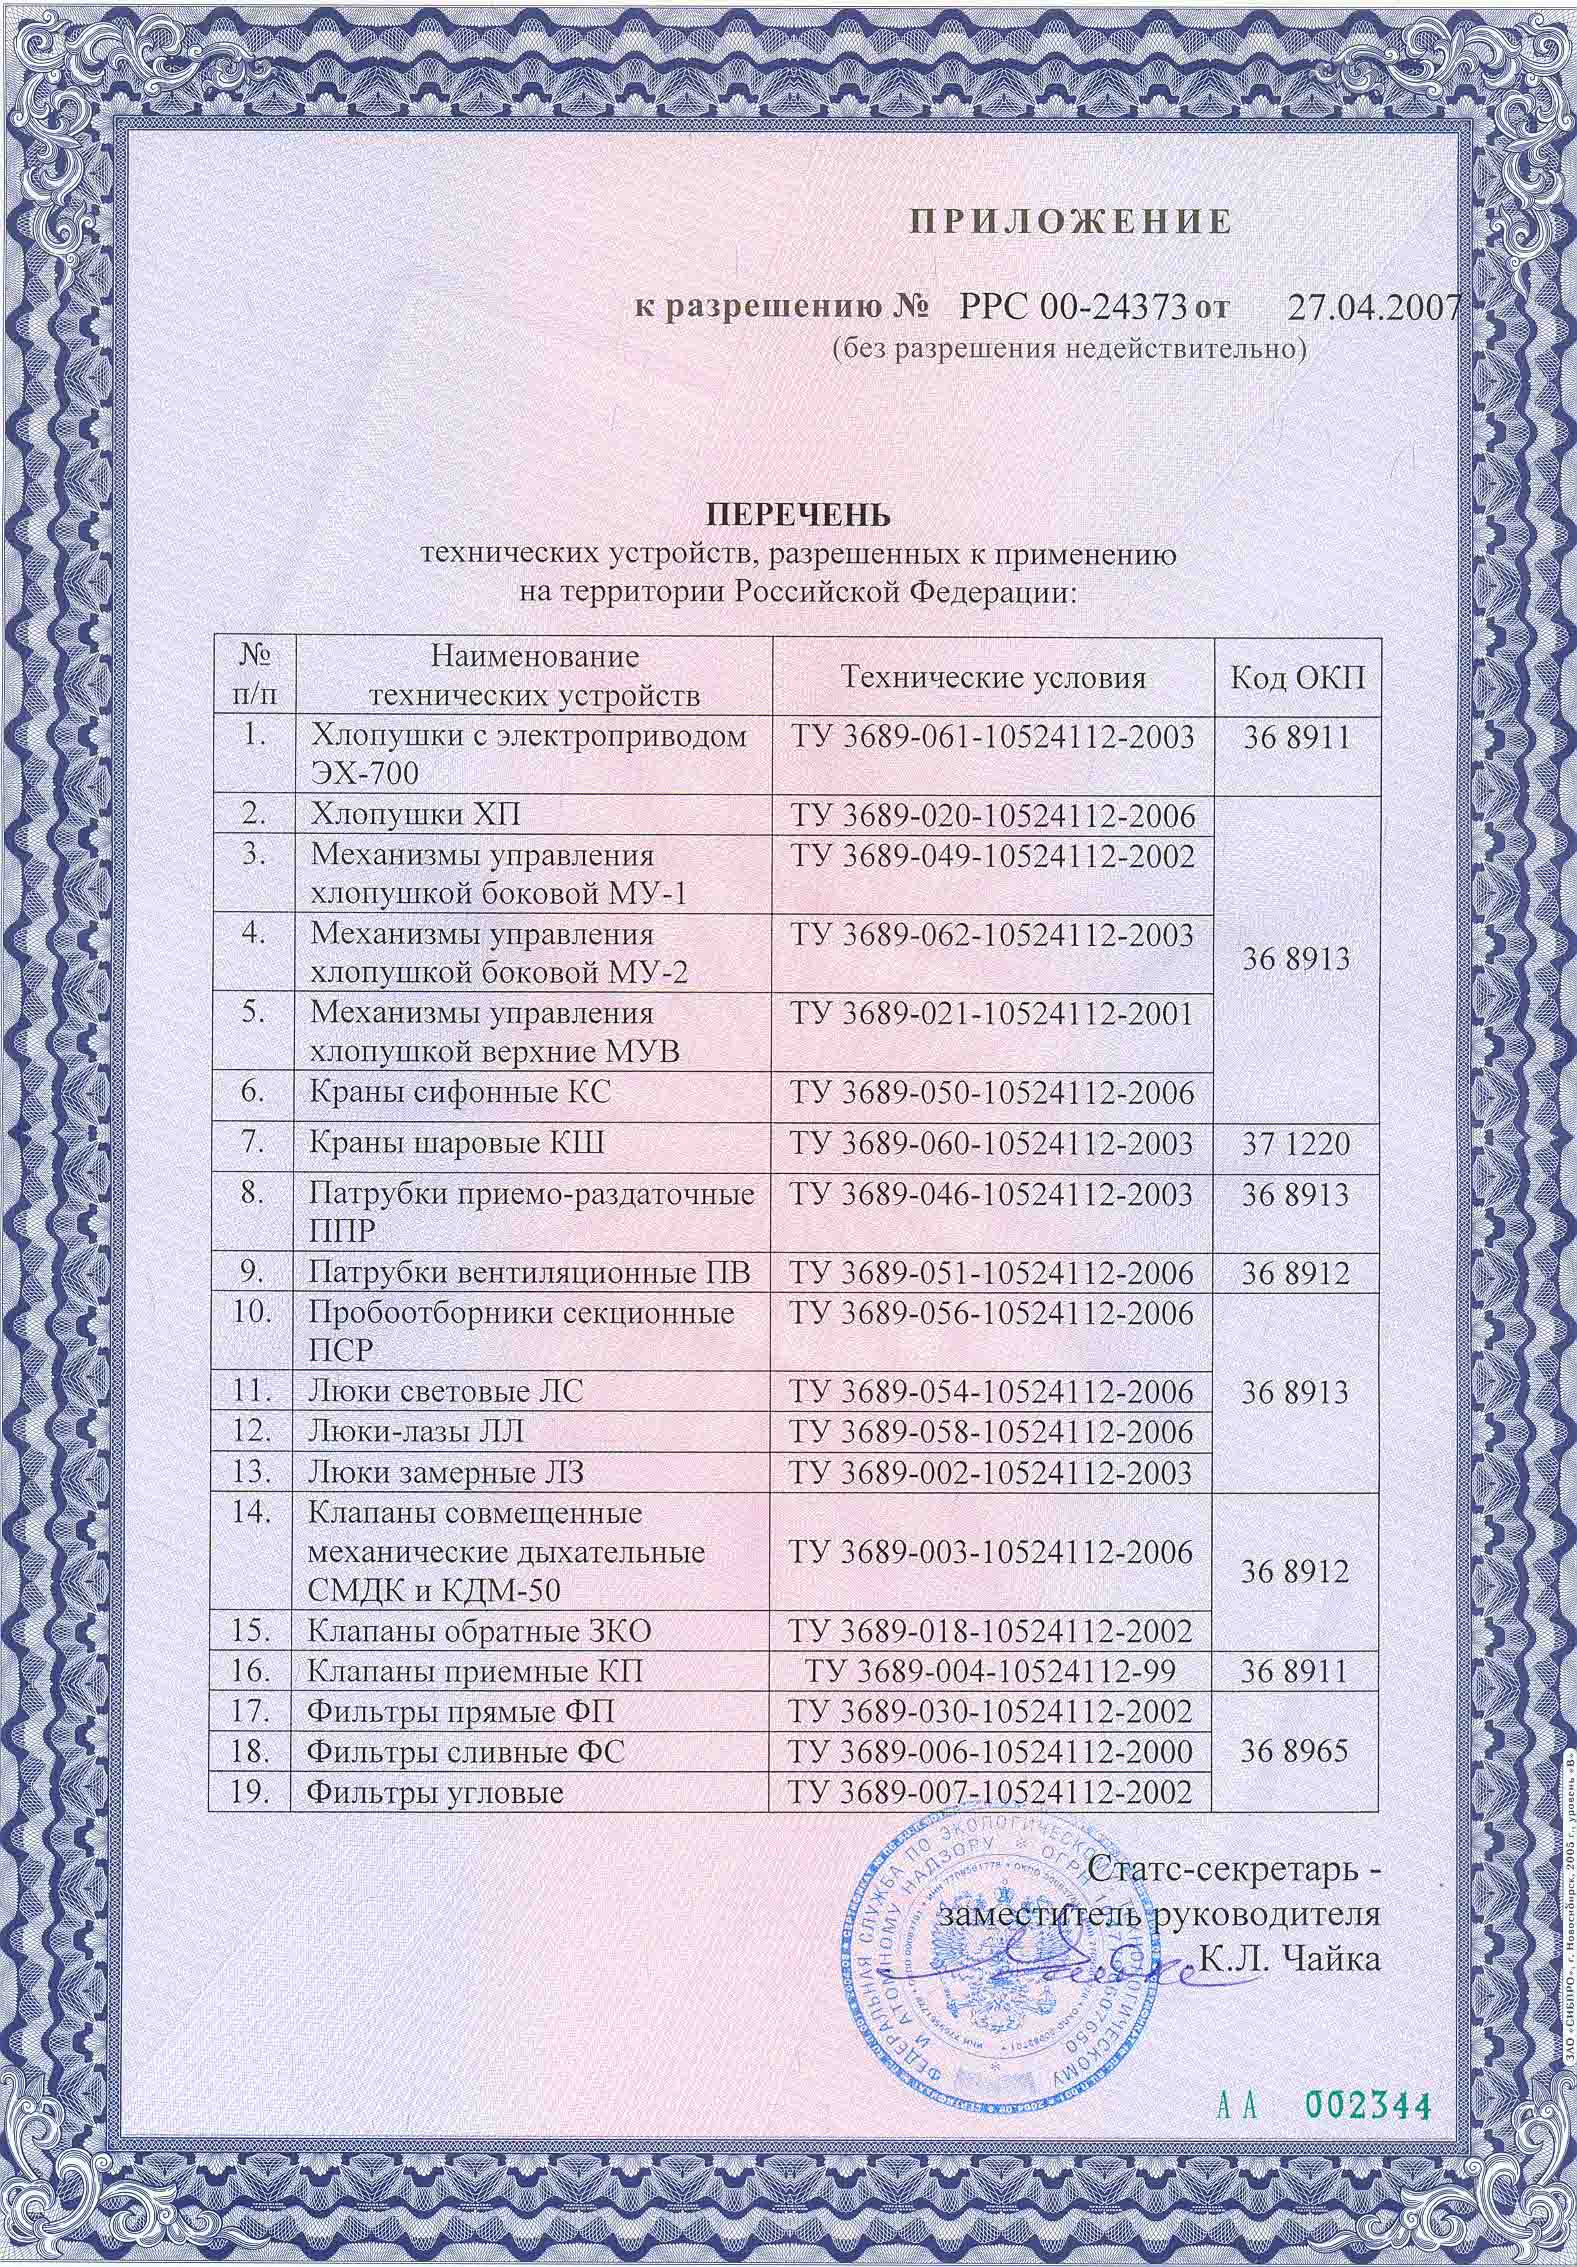 ПРИЛОЖЕНИЕ
к разрешению № РРС 00-24373 от 27.04.2007
(без разрешения недействительно)
ПЕРЕЧЕНЬ
технических устройств, разрешенных к применению
на территории Российской Федерации:
№ п/п Наименование технических устройств Технические условия Код ОКП
1. Хлопушки с электроприводом ТУ 3689-061-10524112-2003 36 8911
ЭХ-700
2. Хлопушки ХП ТУ 3689-020-10524112-2006
3. Механизмы управления ТУ 3689-049-10524112-2002
хлопушкой боковой МУ-1
4. Механизмы управления ТУ 3689-062-10524112-2003
36 8913
хлопушкой боковой МУ-2
5. Механизмы управления ТУ 3689-021-10524112-2001
хлопушкой верхние МУВ
6. Краны сифонные КС ТУ 3689-050-10524112-2006
7. Краны шаровые КШ ТУ 3689-060-10524112-2003 37 1220
8. Патрубки приемо-раздаточные ТУ 3689-046-10524112-2003 36 8913
ППР
9. Патрубки вентиляционные ПВ ТУ 3689-051-10524112-2006 36 8912
10. Пробоотборники секционные ТУ 3689-056-10524112-2006
ПСР
11. Люки световые ЛС ТУ 3689-054-10524112-2006 36 8913
12. Люки-лазы ЛЛ ТУ 3689-058-10524112-2006
13. Люки замерные ЛЗ ТУ 3689-002-10524112-2003
14. Клапаны совмещенные
механические дыхательные ТУ 3689-003-10524112-2006
36 8912
СМДК и КДМ-50
15. Клапаны обратные ЗКО ТУ 3689-018-10524112-2002
16. Клапаны приемные КП ТУ 3689-004-10524112-99 36 8911
17. Фильтры прямые ФП ТУ 3689-030-10524112-2002
18. Фильтры сливные ФС ТУ 3689-006-10524112-2000 36 8965
19. Фильтры угловые ТУ 3689-007-10524112-2002
Статс-секретарь -
заместитель руководителя
К.Л. Чайка
ФЕДЕРАЛЬНАЯ СЛУЖБА ПО ЭКОЛОГИЧЕСКОМУ, ТЕХНОЛОГИЧЕСКОМУ
И АТОМНОМУ НАДЗОРУ * ОГРН
АА 002344
ЗАО «СИБПРО», г. Новосибирск, 2005 г., уровень «В»